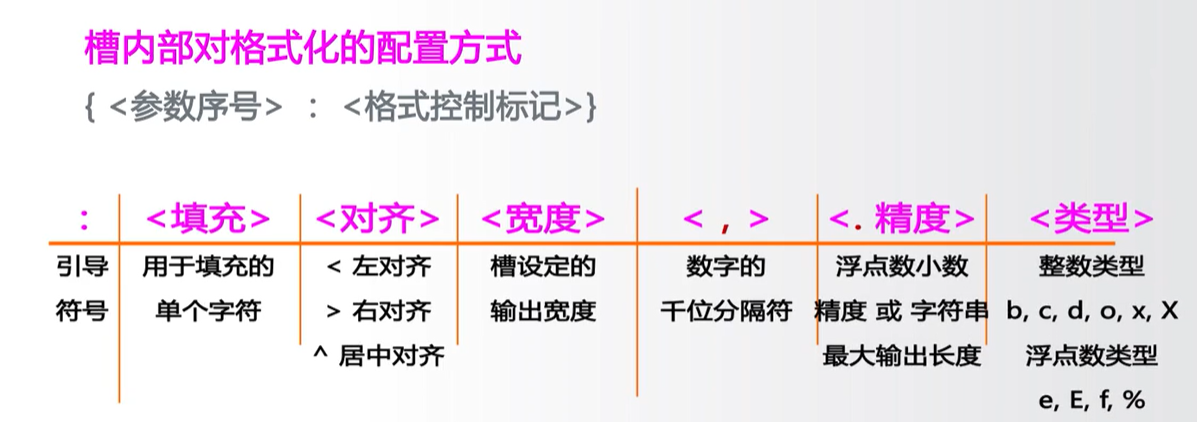 槽内部对格式化的配置方式
{ <参数序号> : <格式控制标记>}
: <填充> <对齐> <宽度> < , > <. 精度> <类型>
引导 用于填充的 < 左对齐 槽设定的 数字的 浮点数小数 整数类型
符号 单个字符 > 右对齐 输出宽度 千位分隔符 精度 或 字符串 b, c, d, o, x, X
^ 居中对齐 最大输出长度 浮点数类型
e, E, f, %